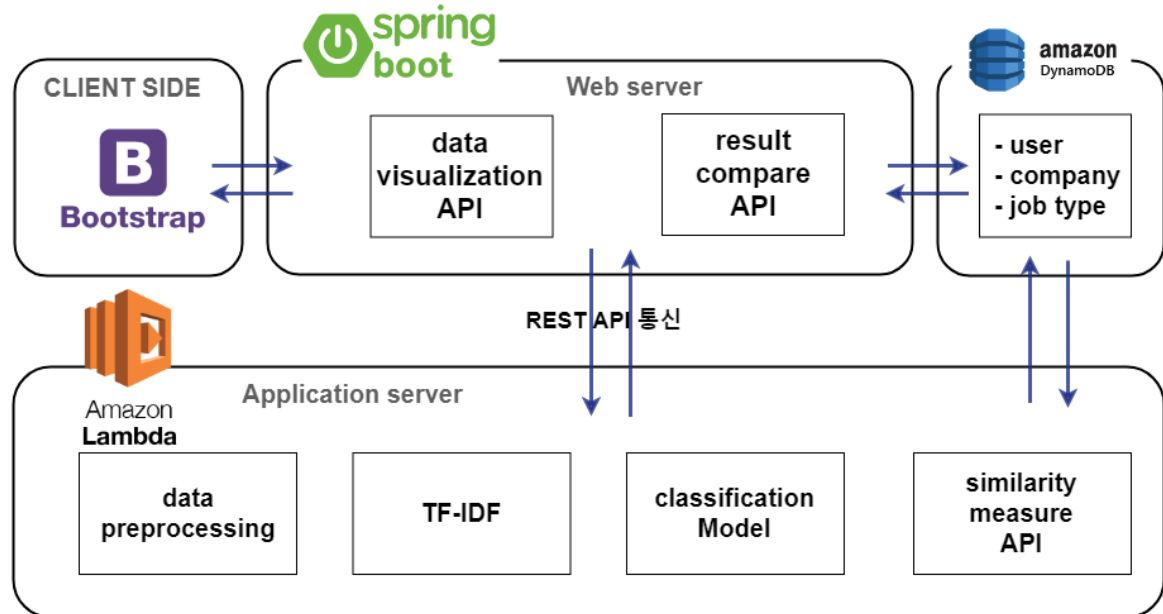 spring
boot
CLIENT SIDE
B
Bootstrap
Web server
data
visualization
API
result
compare
API
amazon
DynamoDB
- user
- company
- job type
REST API 통신
Amazon
Lambda
Application server
data
preprocessing
TF-IDF
classification
Model
similarity
measure
API